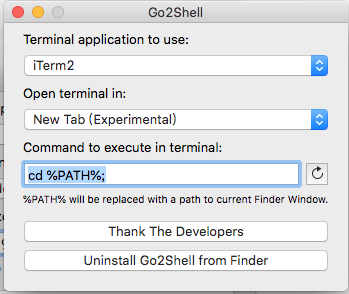 Go2Shell
Terminal application to use:
iTerm2
Open terminal in:
New Tab (Experimental)
Command to execute in terminal:
cd %PATH%;
%PATH% will be replaced with a path to current Finder Window.
Thank The Developers
Uninstall Go2Shell from Finder